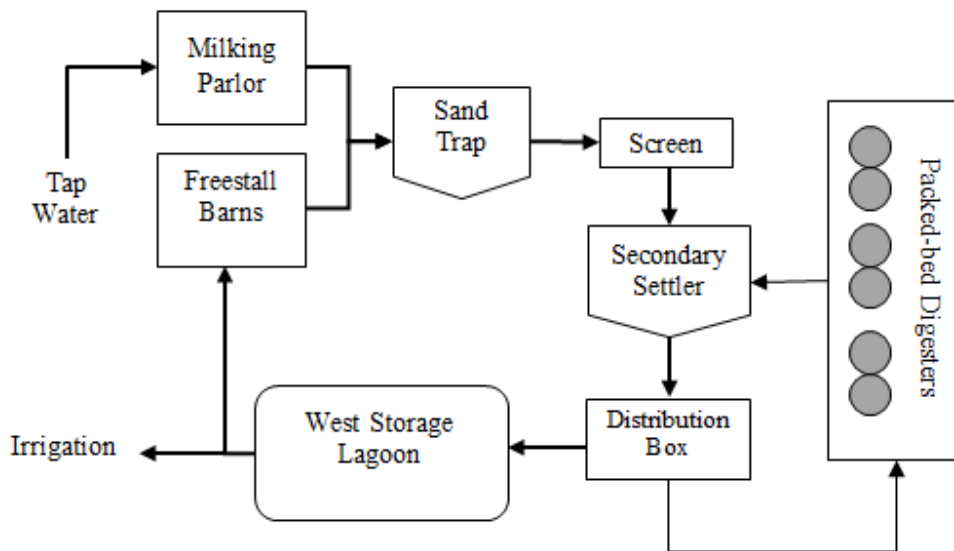 Milking
Parlor
Tap
Water
Freestall
Barns
Sand
Trap
Screen
Secondary
Settler
Packed-bed Digesters
Distribution
Box
West Storage
Lagoon
Irrigation